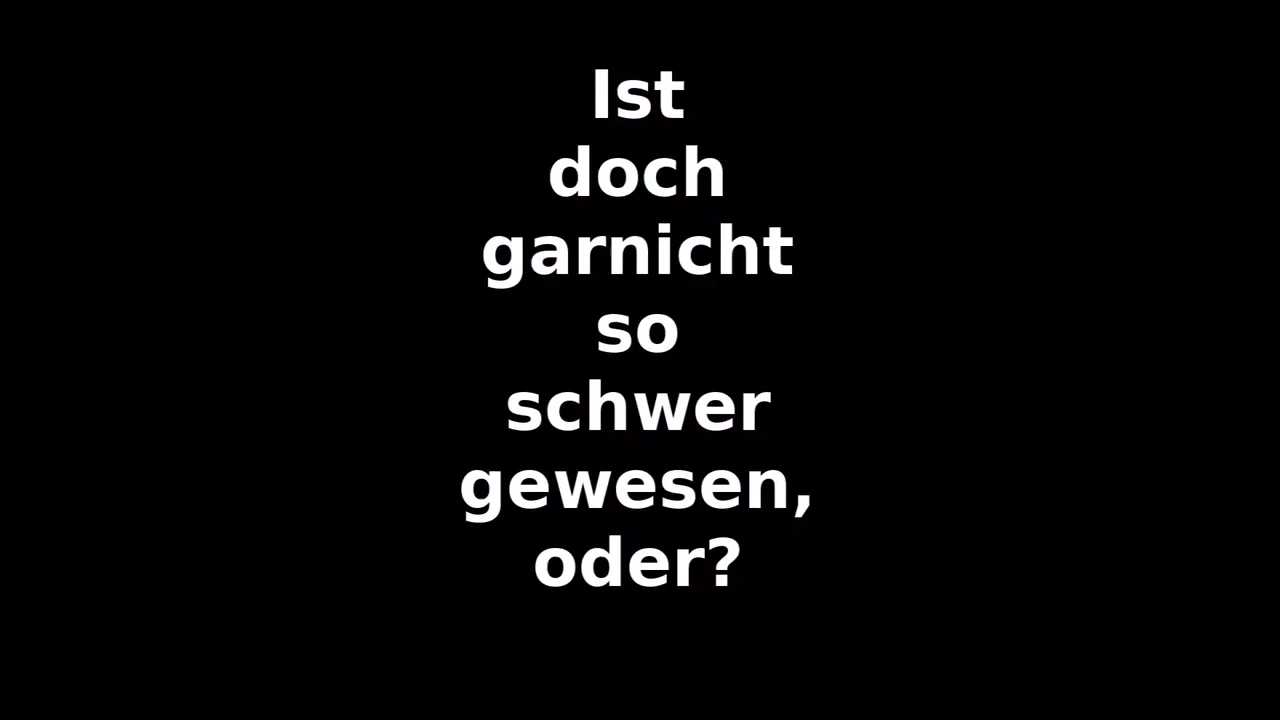 Ist
doch
garnicht
so
schwer
gewesen,
oder?